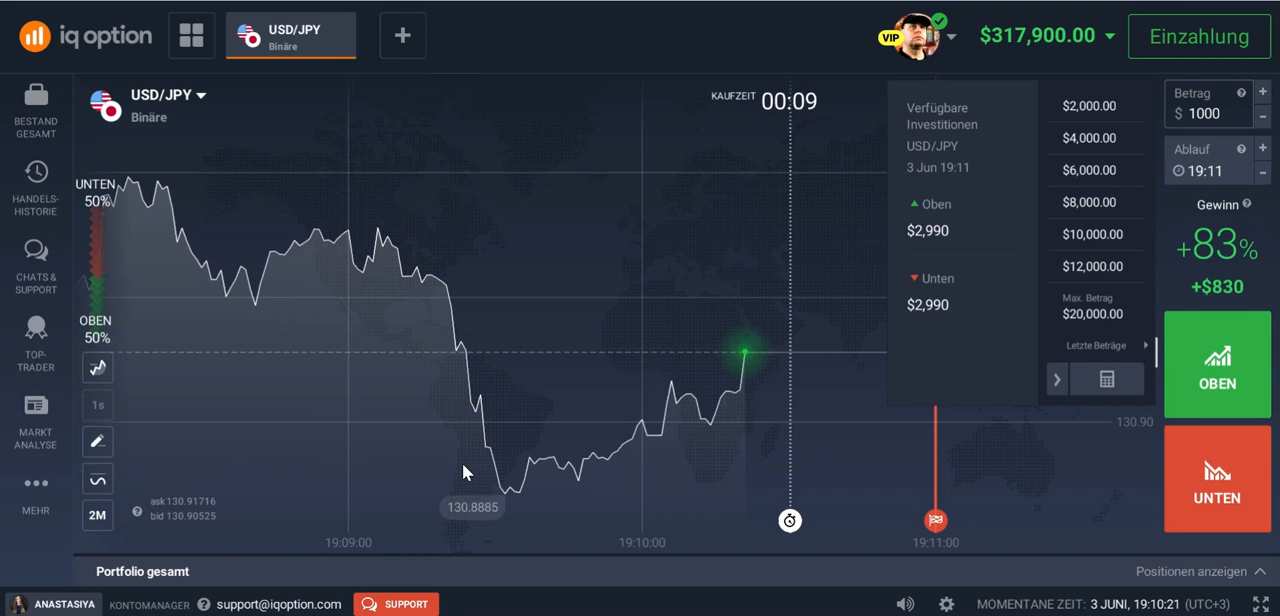 iq option
USD/JPY
Binäre
VIP
$317,900.00
Einzahlung
BESTAND
GESAMT
HANDELS-
HISTORIE
CHATS &
SUPPORT
TOP-
TRADER
MARKT
ANALYSE
MEHR
USD/JPY
Binäre
KAUFZEIT 00:09
UNTEN
50%
OBEN
50%
1s
2M
ask 130.91716
bid 130.90525
130.8885
130.90
19:09:00
19:10:00
19:11:00
Verfügbare
Investitionen
USD/JPY
3 Jun 19:11
Oben
$2,990
Unten
$2,990
$2,000.00
$4,000.00
$6,000.00
$8,000.00
$10,000.00
$12,000.00
Max. Betrag
$20,000.00
Letzte Beträge
Betrag
$ 1000
Ablauf
19:11
Gewinn
+83%
+$830
OBEN
UNTEN
Portfolio gesamt
Positionen anzeigen
ANASTASIYA
KONTOMANAGER
support@iqoption.com
SUPPORT
MOMENTANE ZEIT: 3 JUNI, 19:10:21 (UTC+3)